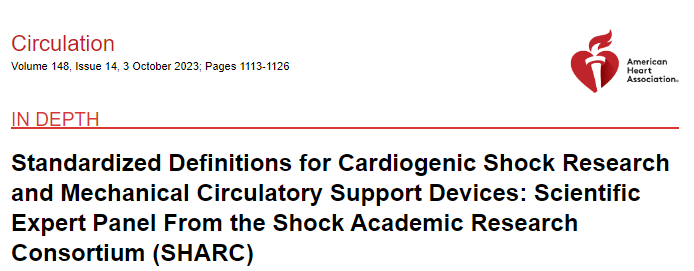 Circulation
Volume 148, Issue 14, 3 October 2023; Pages 1113-1126
American
Heart
Association.
IN DEPTH
Standardized Definitions for Cardiogenic Shock Research
and Mechanical Circulatory Support Devices: Scientific
Expert Panel From the Shock Academic Research
Consortium (SHARC)